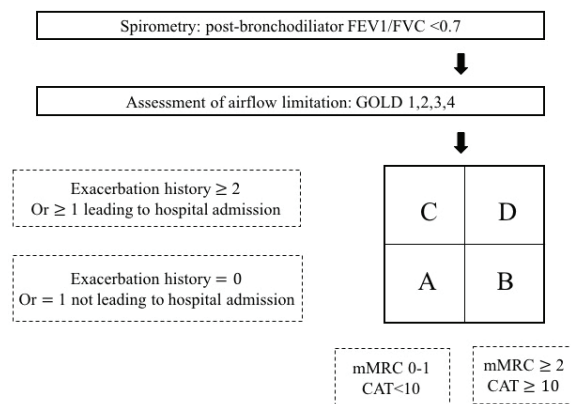 Spirometry: post-bronchodiliator FEV1/FVC <0.7
Assessment of airflow limitation: GOLD 1,2,3,4
Exacerbation history ≥ 2
Or ≥ 1 leading to hospital admission
C D
Exacerbation history = 0
Or = 1 not leading to hospital admission
A B
mMRC 0-1
CAT<10
mMRC ≥ 2
CAT ≥ 10